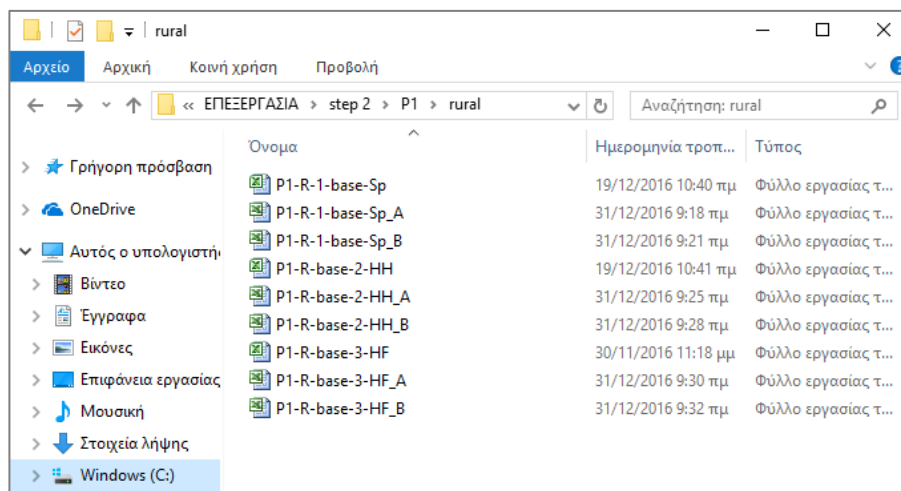 rural
Αρχείο Αρχική Κοινή χρήση Προβολή
« ΕΠΕΞΕΡΓΑΣΙΑ > step 2 > P1 > rural Αναζήτηση: rural
Όνομα Ημερομηνία τροπ... Τύπος
Γρήγορη πρόσβαση
OneDrive
Αυτός ο υπολογιστή
Βίντεο
Έγγραφα
Εικόνες
Επιφάνεια εργασίας
Μουσική
Στοιχεία λήψης
Windows (C:)
P1-R-1-base-Sp 19/12/2016 10:40 πμ Φύλλο εργασίας τ...
P1-R-1-base-Sp_A 31/12/2016 9:18 πμ Φύλλο εργασίας τ...
P1-R-1-base-Sp_B 31/12/2016 9:21 πμ Φύλλο εργασίας τ...
P1-R-base-2-HH 19/12/2016 10:41 πμ Φύλλο εργασίας τ...
P1-R-base-2-HH_A 31/12/2016 9:25 πμ Φύλλο εργασίας τ...
P1-R-base-2-HH_B 31/12/2016 9:28 πμ Φύλλο εργασίας τ...
P1-R-base-3-HF 30/11/2016 11:18 μμ Φύλλο εργασίας τ...
P1-R-base-3-HF_A 31/12/2016 9:30 πμ Φύλλο εργασίας τ...
P1-R-base-3-HF_B 31/12/2016 9:32 πμ Φύλλο εργασίας τ...